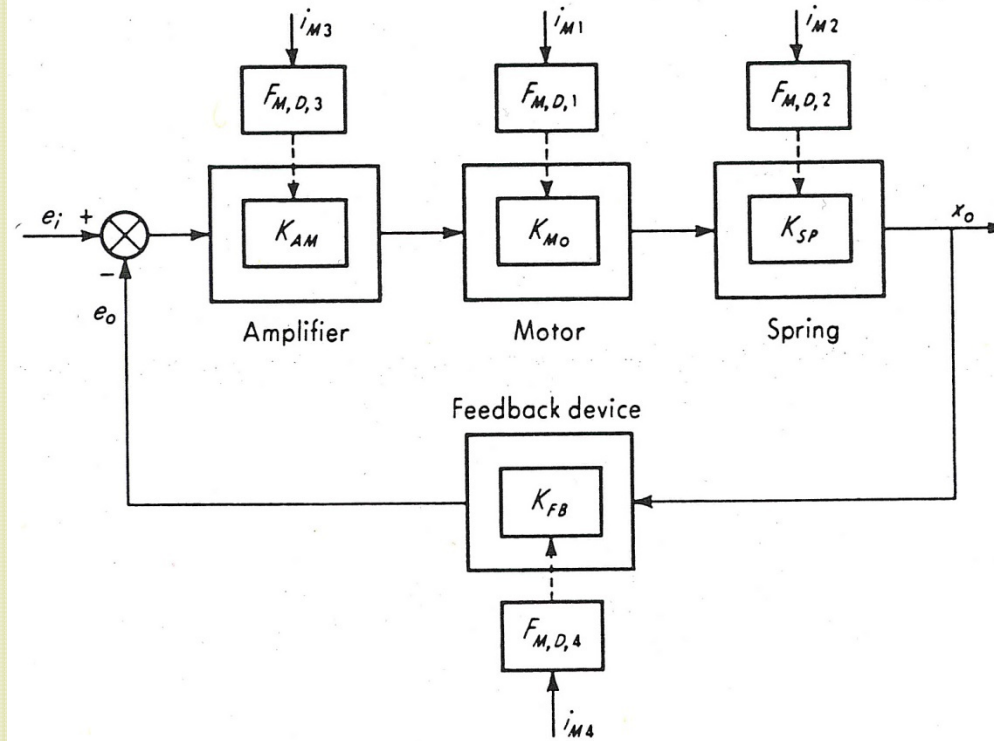 i_M3
i_M1
i_M2
F_M,D,3
F_M,D,1
F_M,D,2
e_i
+
K_AM
K_Mo
K_SP
x_o
-
e_o
Amplifier
Motor
Spring
Feedback device
K_FB
F_M,D,4
i_M4